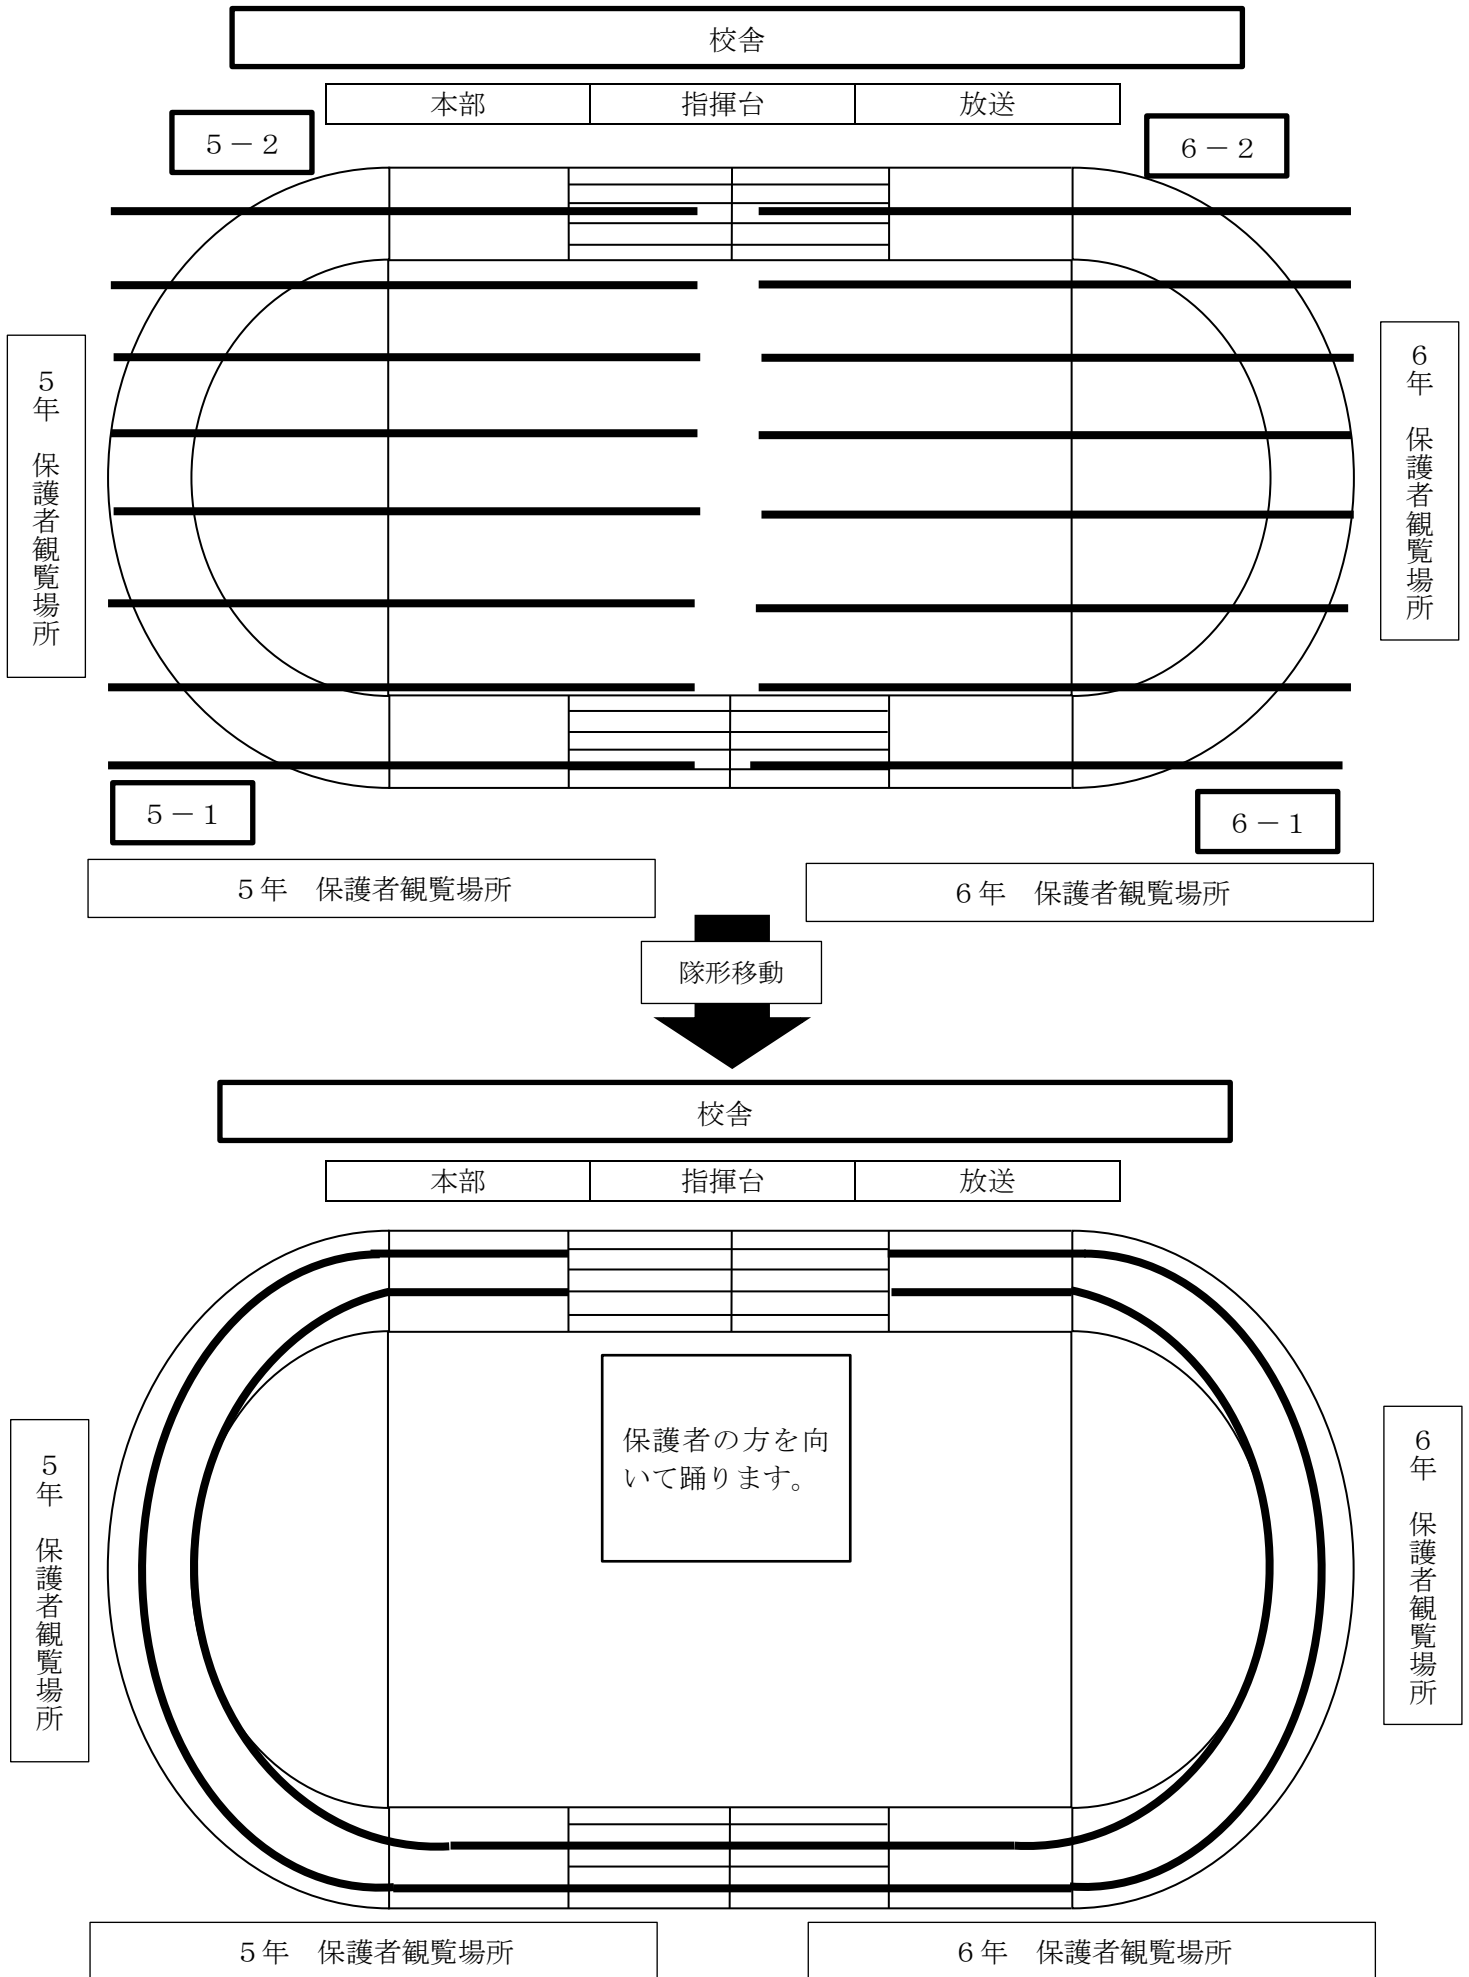 校舎
本部
指揮台
放送
５－２
６－２
５年　保護者観覧場所
６年　保護者観覧場所
５－１
６－１
５年　保護者観覧場所
６年　保護者観覧場所
隊形移動
校舎
本部
指揮台
放送
保護者の方を向
いて踊ります。
５年　保護者観覧場所
６年　保護者観覧場所
５年　保護者観覧場所
６年　保護者観覧場所